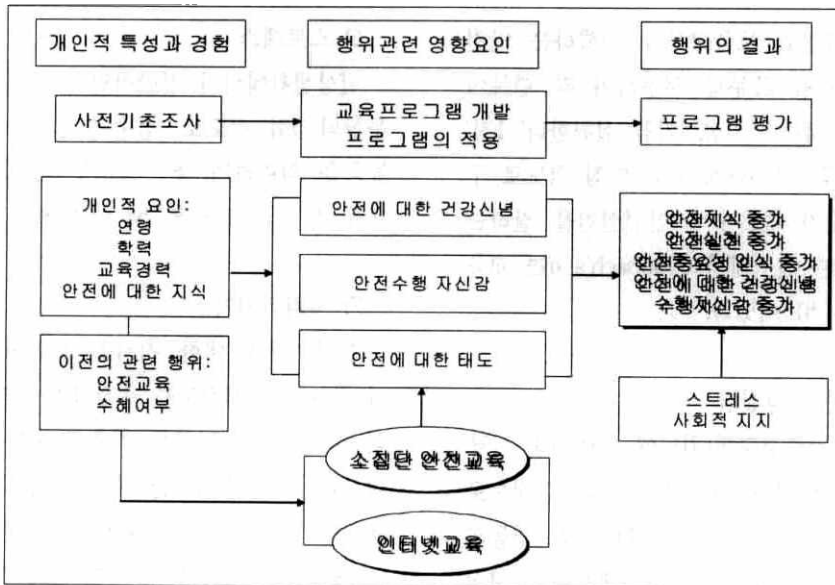 개인적 특성과 경험
행위관련 영향요인
행위의 결과
사전기초조사
교육프로그램 개발
프로그램의 적용
프로그램 평가
개인적 요인:
연령
학력
교육경력
안전에 대한 지식
이전의 관련 행위:
안전교육
수혜여부
안전에 대한 건강신념
안전수행 자신감
안전에 대한 태도
소집단 안전교육
인터넷교육
안전지식 증가
안전실천 증가
안전중요성 인식 증가
안전에 대한 건강신념
수행자신감 증가
스트레스
사회적 지지